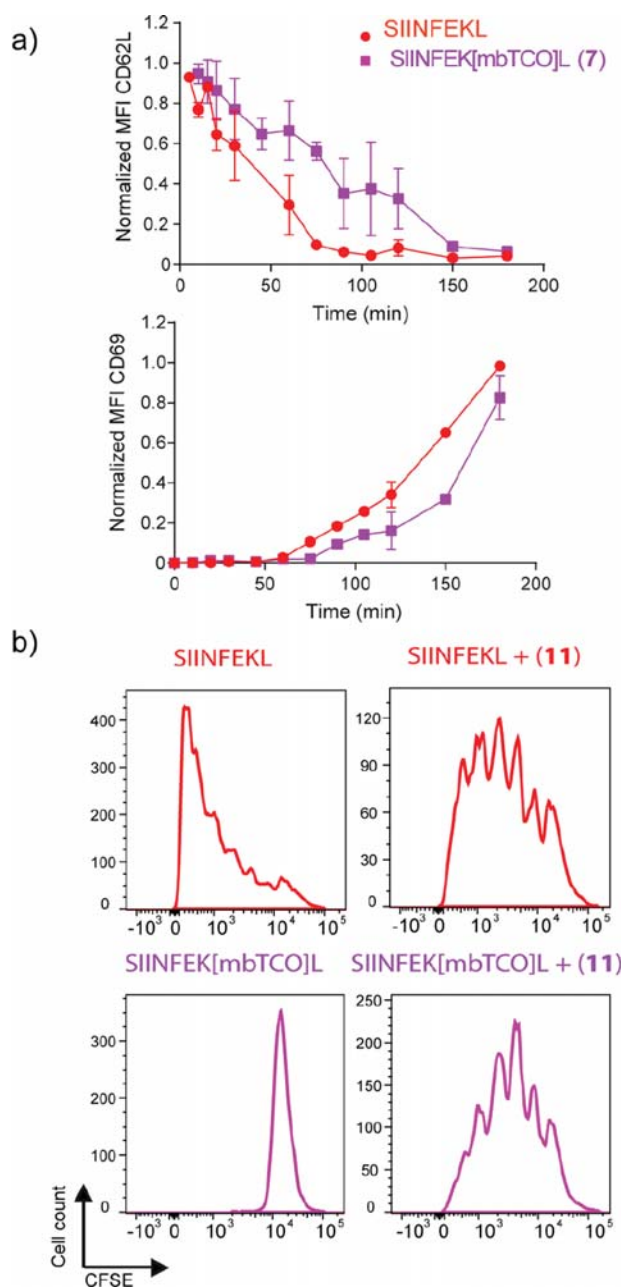 a)
SIINFEKL
SIINFEK[mbTCO]L (7)
Normalized MFI CD62L
1.2
1.0
0.8
0.6
0.4
0.2
0
0 50 100 150 200
Time (min)
Normalized MFI CD69
1.2
1.0
0.8
0.6
0.4
0.2
0
0 50 100 150 200
Time (min)
b)
SIINFEKL
400
300
200
100
0
-10³ 0 10³ 10⁴ 10⁵
SIINFEKL + (11)
120
90
60
30
0
-10³ 0 10³ 10⁴ 10⁵
SIINFEK[mbTCO]L
300
200
100
0
-10³ 0 10³ 10⁴ 10⁵
SIINFEK[mbTCO]L + (11)
250
200
150
100
50
0
-10³ 0 10³ 10⁴ 10⁵
Cell count
CFSE